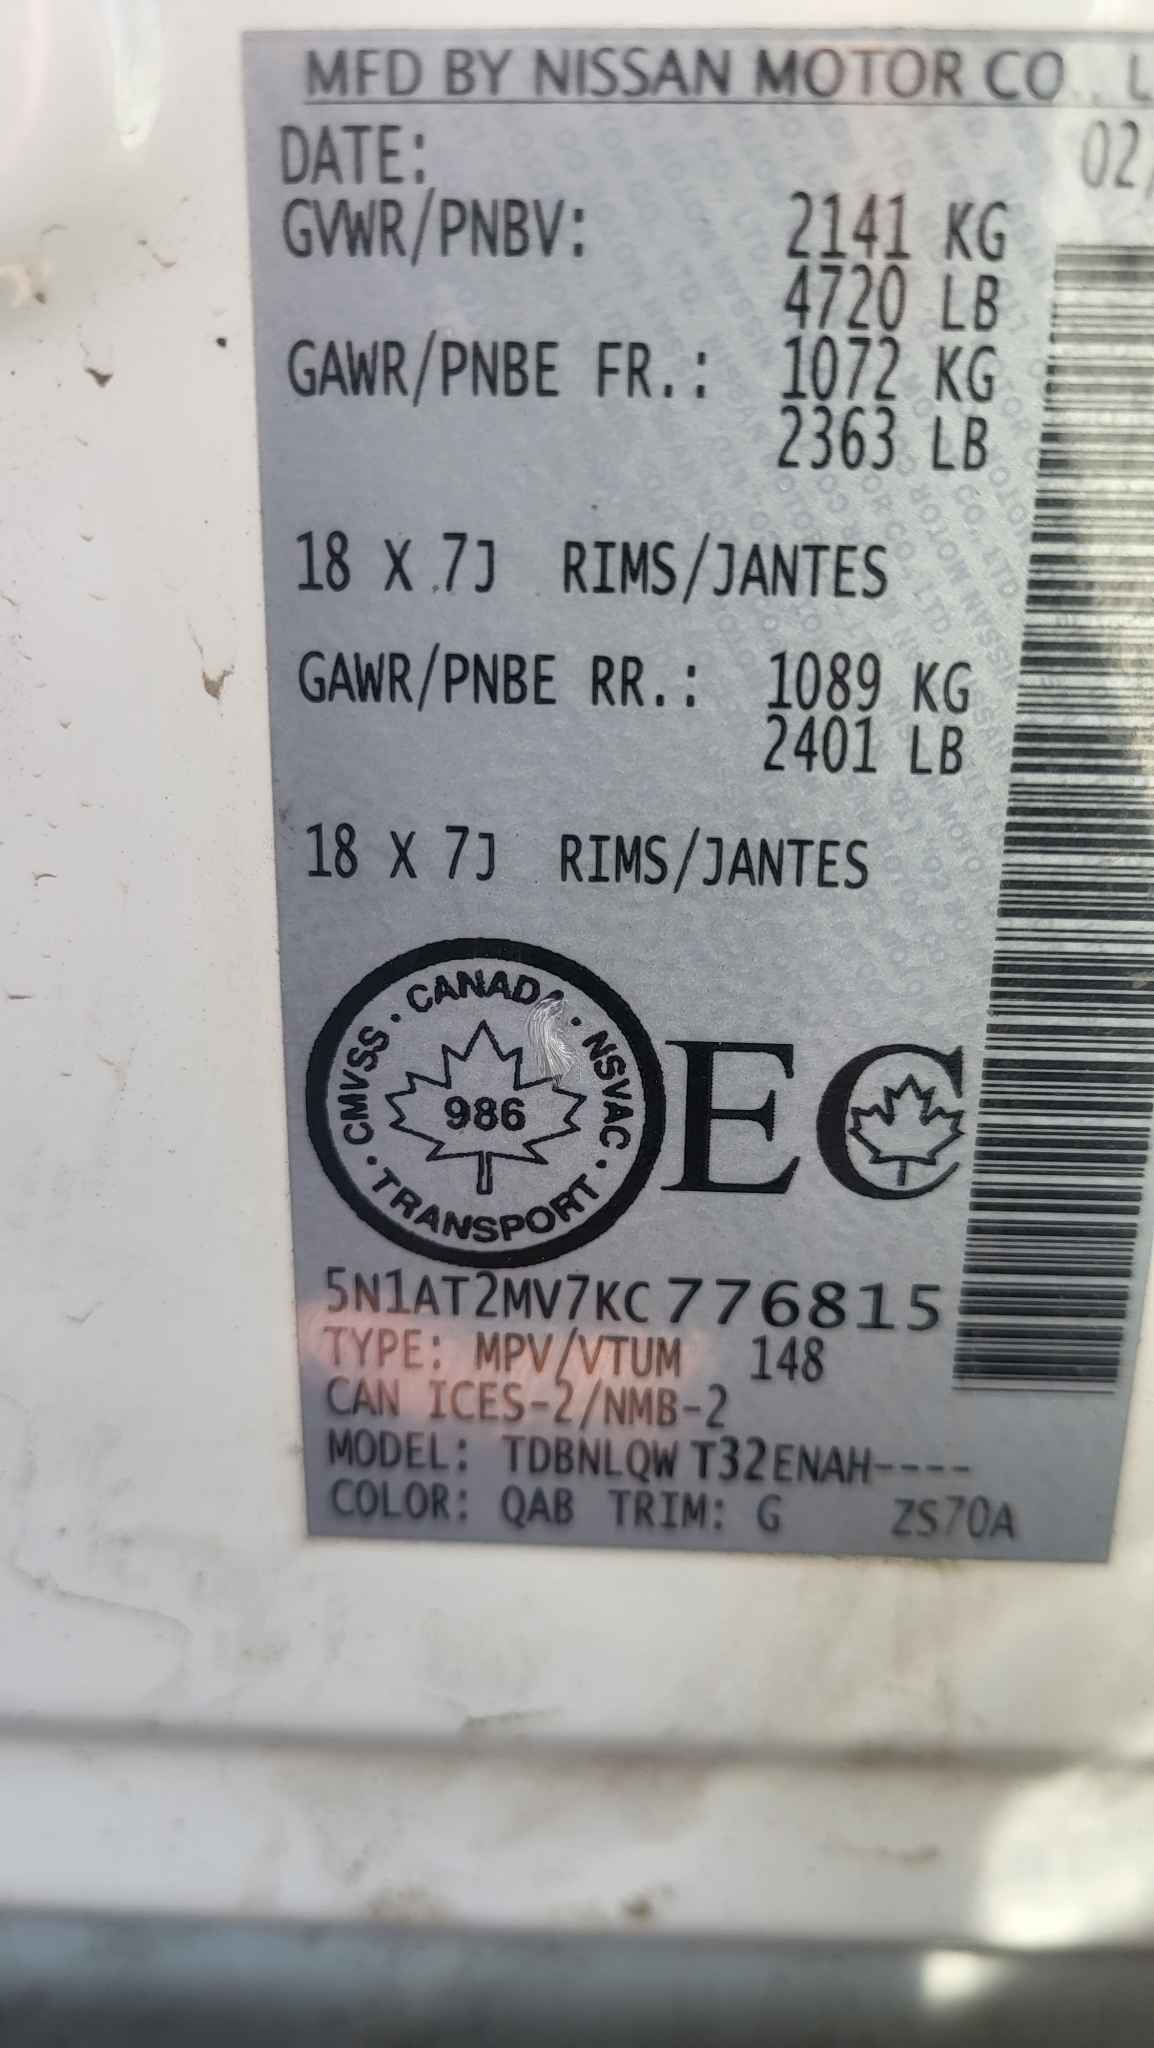 MFD BY NISSAN MOTOR CO., L
DATE: 02/
GVWR/PNBV: 2141 KG
4720 LB
GAWR/PNBE FR.: 1072 KG
2363 LB
18 X 7J RIMS/JANTES
GAWR/PNBE RR.: 1089 KG
2401 LB
18 X 7J RIMS/JANTES
CANADA · NSVAC · TRANSPORT · CMVSS ·
986
EC
5N1AT2MV7KC776815
TYPE: MPV/VTUM 148
CAN ICES-2/NMB-2
MODEL: TDBNLQW T32ENAH----
COLOR: QAB TRIM: G ZS70A